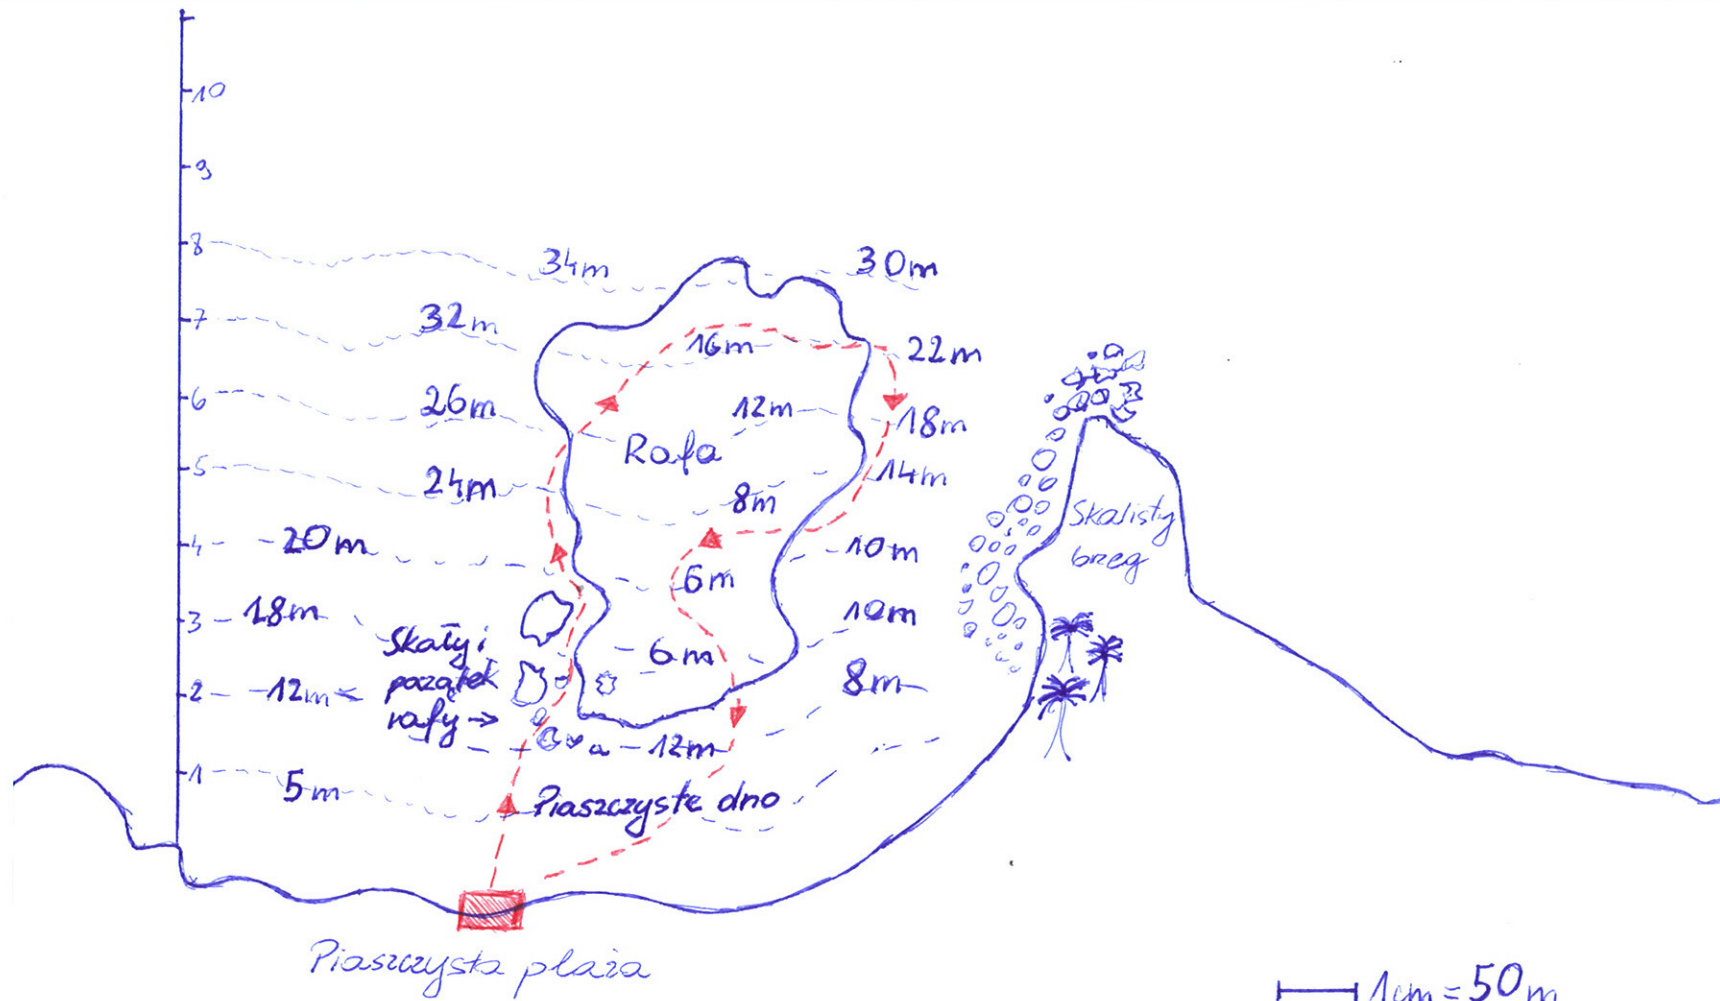 10
9
8
34m
30m
7
32m
16m
22m
6
26m
12m
18m
Rafa
5
24m
8m
14m
Skalisty
brzeg
4
20m
10m
6m
3
18m
10m
Skały i
pozątek
rafy →
6m
2
12m
8m
12m
1
5m
Piaszczyste dno
Piaszczysta plaża
1cm = 50m